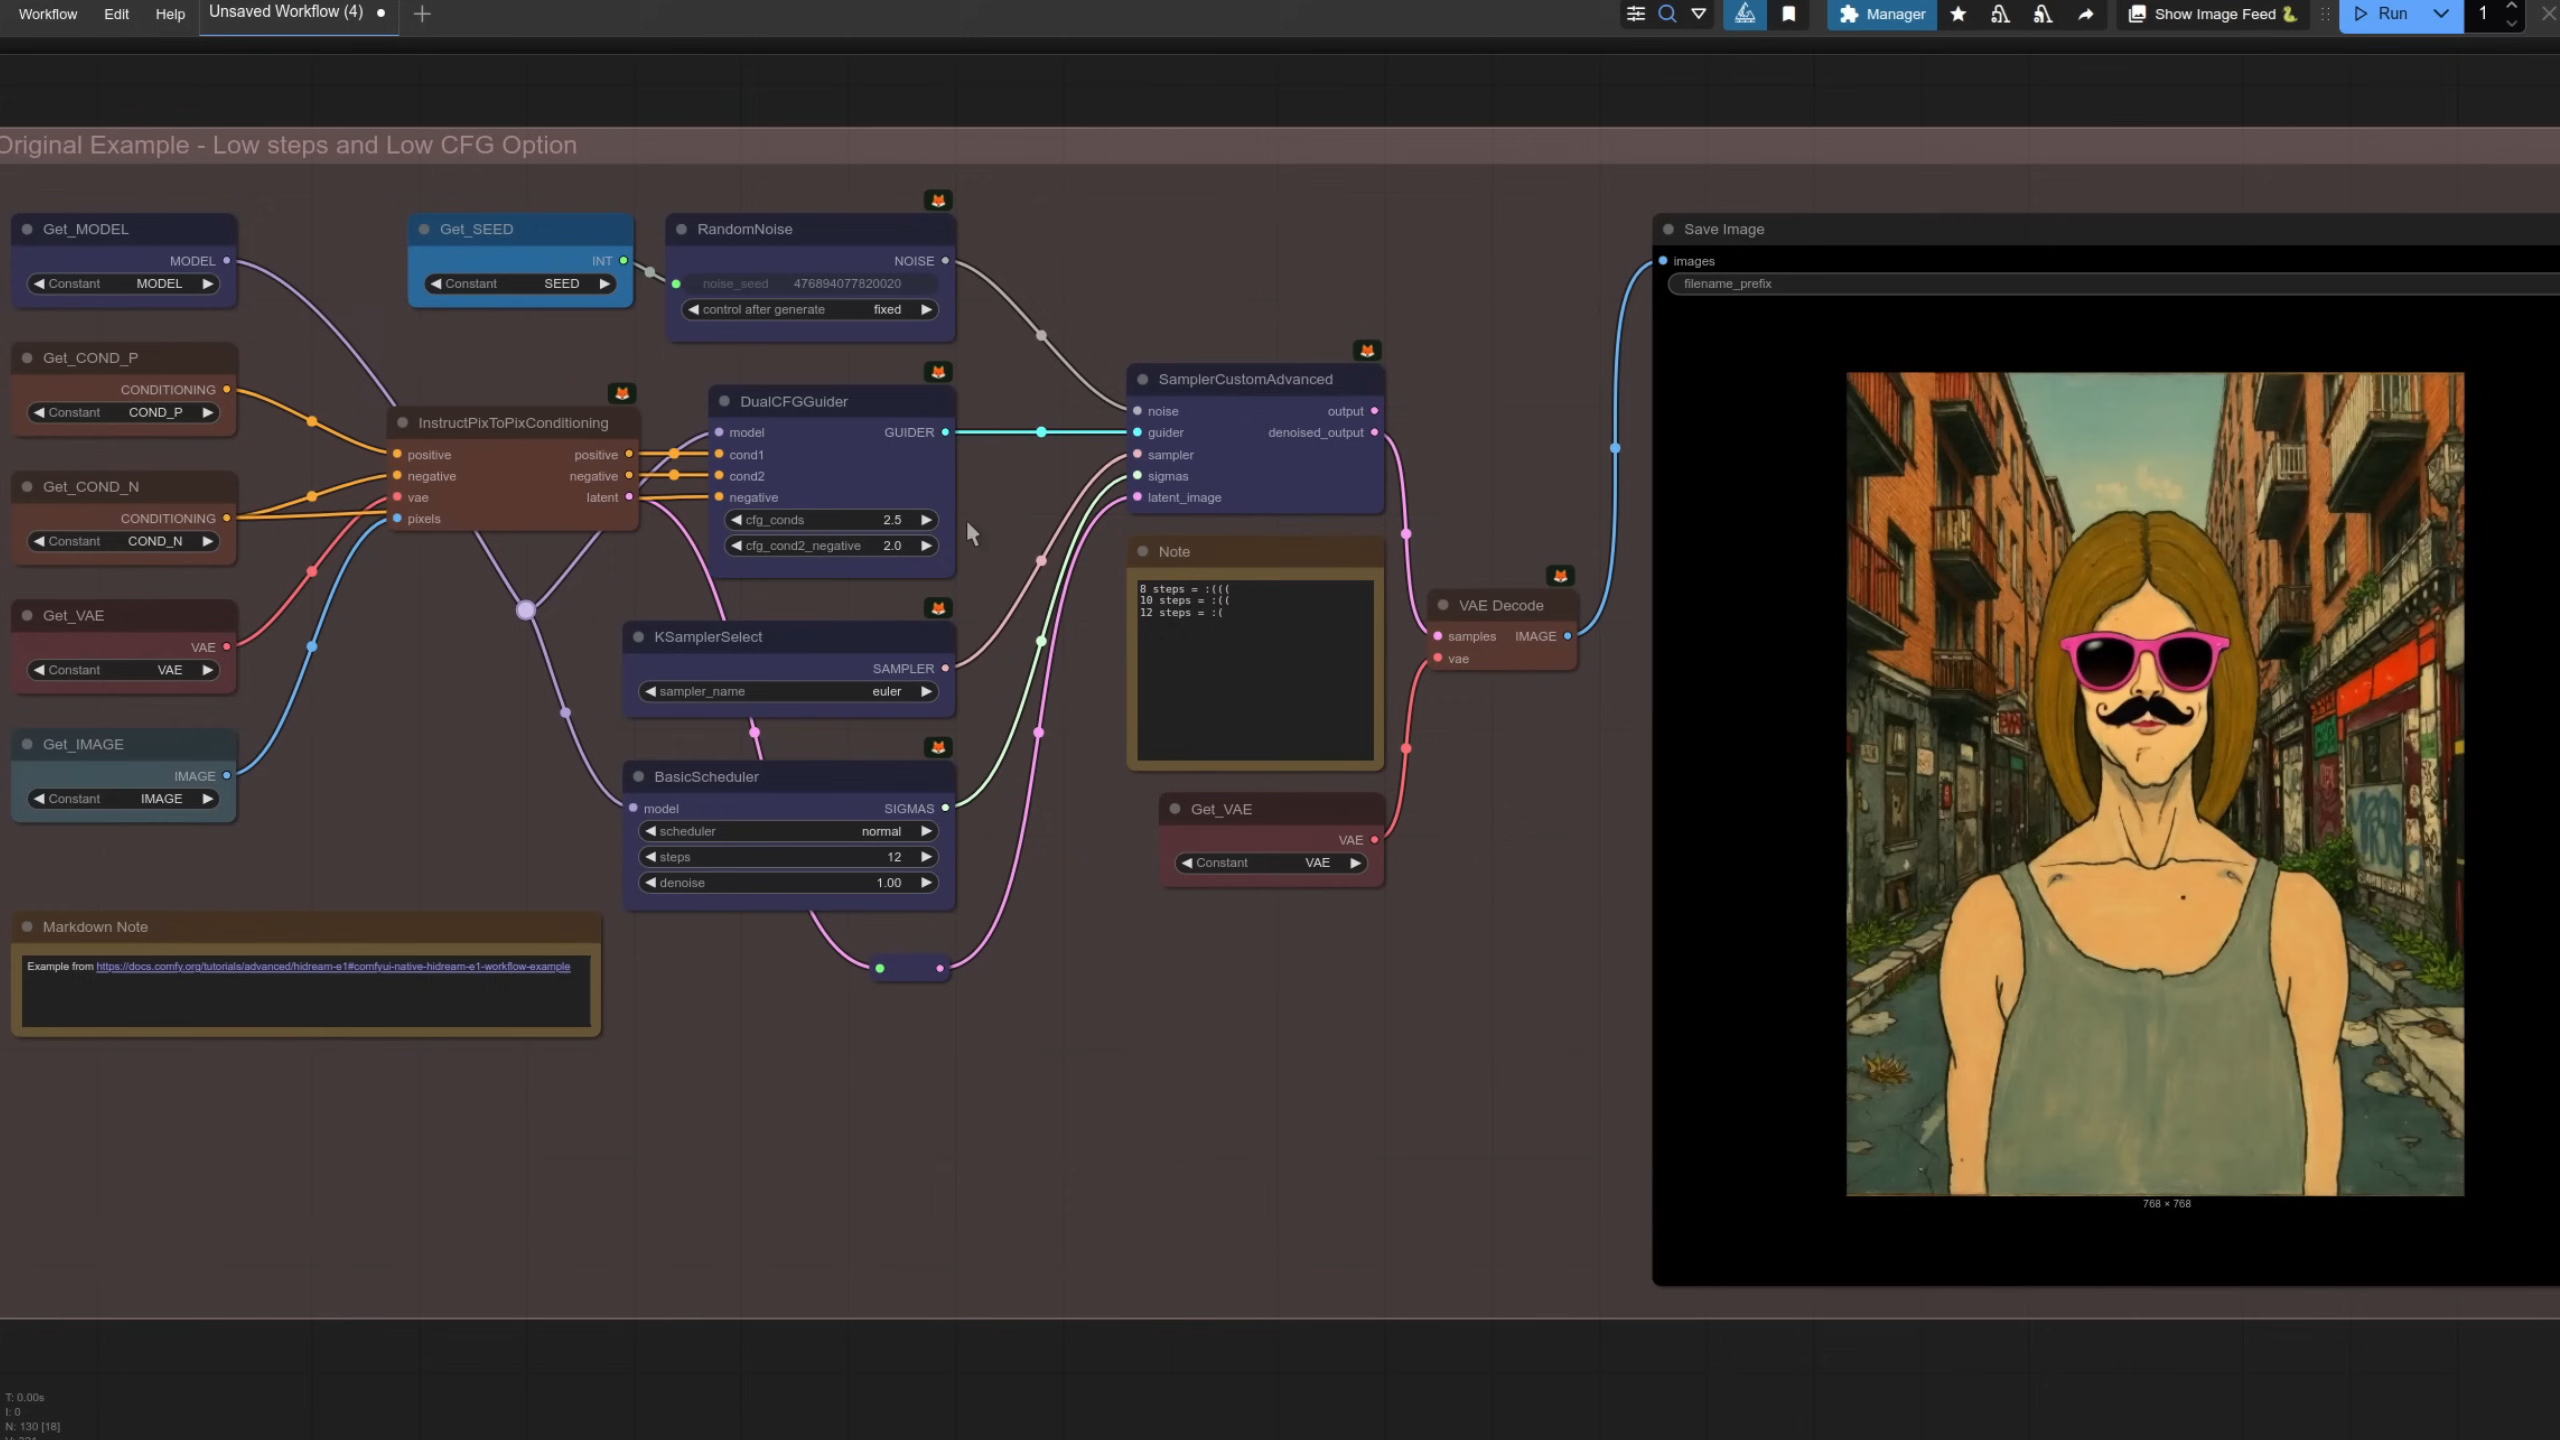 Workflow Edit Help Unsaved Workflow (4)
Manager Show Image Feed Run 1
Original Example - Low steps and Low CFG Option
Get_MODEL
MODEL
Constant MODEL
Get_SEED
INT
Constant SEED
RandomNoise
NOISE
noise_seed 476894077820020
control after generate fixed
Save Image
images
filename_prefix
Get_COND_P
CONDITIONING
Constant COND_P
InstructPixToPixConditioning
positive positive
negative negative
vae latent
pixels
DualCFGGuider
model GUIDER
cond1
cond2
negative
cfg_conds 2.5
cfg_cond2_negative 2.0
SamplerCustomAdvanced
noise output
guider denoised_output
sampler
sigmas
latent_image
Get_COND_N
CONDITIONING
Constant COND_N
Note
8 steps = :(((
10 steps = :((
12 steps = :(
Get_VAE
VAE
Constant VAE
KSamplerSelect
SAMPLER
sampler_name euler
VAE Decode
samples IMAGE
vae
Get_IMAGE
IMAGE
Constant IMAGE
BasicScheduler
model SIGMAS
scheduler normal
steps 12
denoise 1.00
Get_VAE
VAE
Constant VAE
Markdown Note
Example from https://docs.comfy.org/tutorials/advanced/hidream-e1#comfyui-native-hidream-e1-workflow-example
768 × 768
T: 0.00s
I: 0
N: 130 [18]